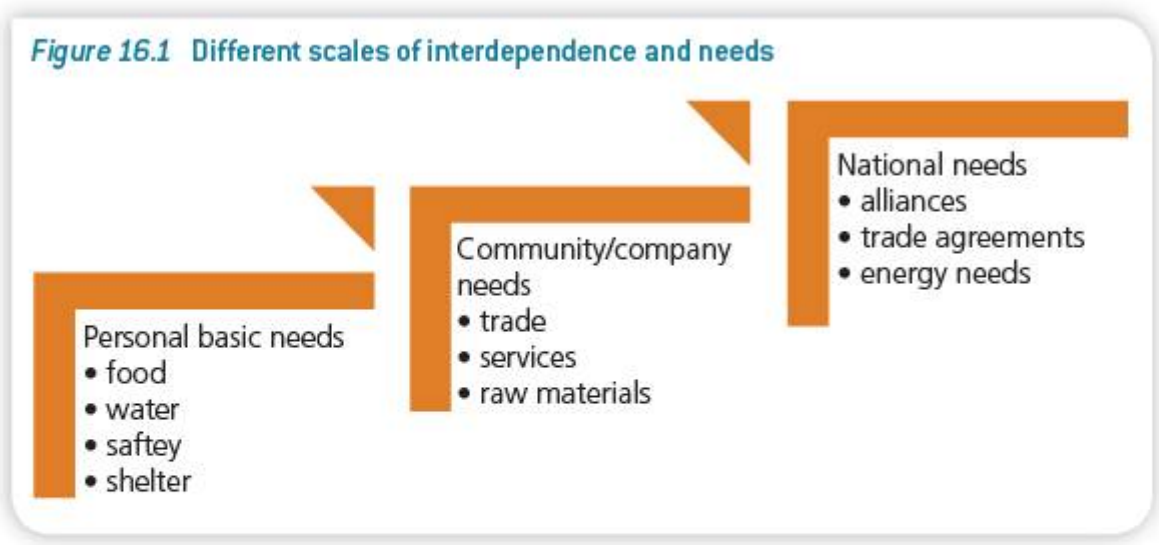 Figure 16.1 Different scales of interdependence and needs
Personal basic needs
• food
• water
• saftey
• shelter
Community/company
needs
• trade
• services
• raw materials
National needs
• alliances
• trade agreements
• energy needs